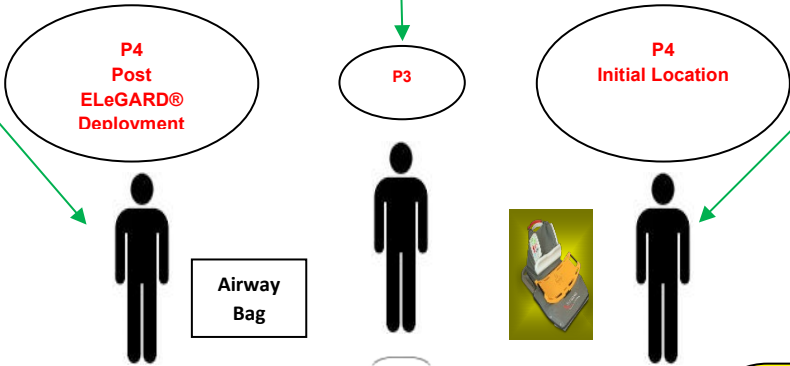 P4
Post
ELeGARD®
Deployment
P3
P4
Initial Location
Airway
Bag